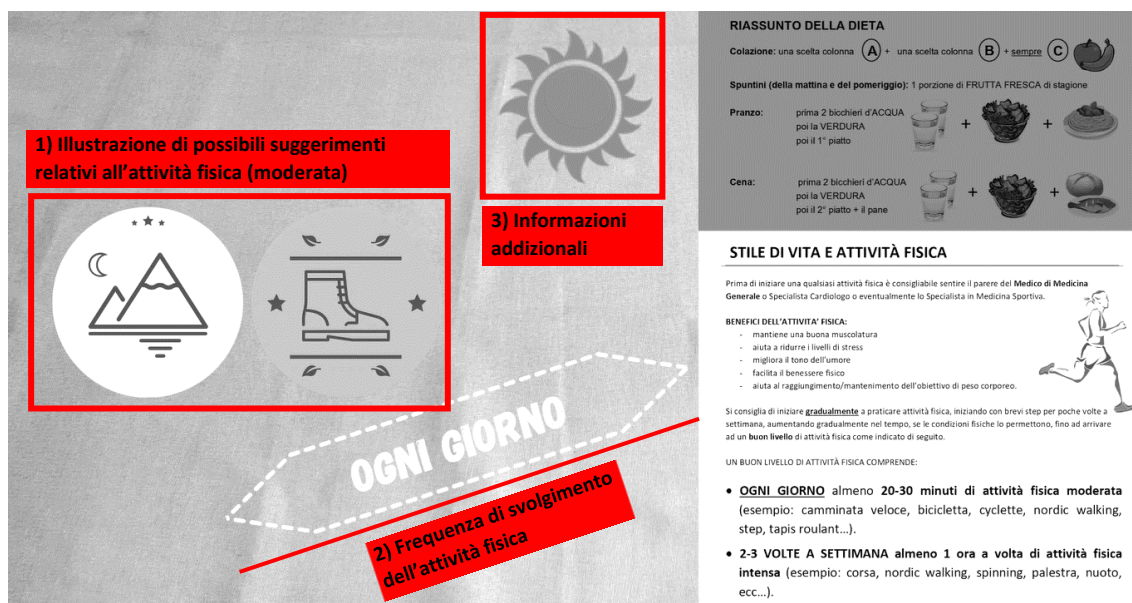 1) Illustrazione di possibili suggerimenti
relativi all'attività fisica (moderata)
3) Informazioni
addizionali
OGNI GIORNO
2) Frequenza di svolgimento
dell'attività fisica
RIASSUNTO DELLA DIETA
Colazione: una scelta colonna A + una scelta colonna B + sempre C
Spuntini (della mattina e del pomeriggio): 1 porzione di FRUTTA FRESCA di stagione
Pranzo: prima 2 bicchieri d'ACQUA
poi la VERDURA
poi il 1° piatto
+ +
Cena: prima 2 bicchieri d'ACQUA
poi la VERDURA
poi il 2° piatto + il pane
+ +
STILE DI VITA E ATTIVITÀ FISICA
Prima di iniziare una qualsiasi attività fisica è consigliabile sentire il parere del Medico di Medicina
Generale o Specialista Cardiologo o eventualmente lo Specialista in Medicina Sportiva.
BENEFICI DELL'ATTIVITA' FISICA:
- mantiene una buona muscolatura
- aiuta a ridurre i livelli di stress
- migliora il tono dell'umore
- facilita il benessere fisico
- aiuta al raggiungimento/mantenimento dell'obiettivo di peso corporeo.
Si consiglia di iniziare gradualmente a praticare attività fisica, iniziando con brevi step per poche volte a
settimana, aumentando gradualmente nel tempo, se le condizioni fisiche lo permettono, fino ad arrivare
ad un buon livello di attività fisica come indicato di seguito.
UN BUON LIVELLO DI ATTIVITÀ FISICA COMPRENDE:
• OGNI GIORNO almeno 20-30 minuti di attività fisica moderata
(esempio: camminata veloce, bicicletta, cyclette, nordic walking,
step, tapis roulant...).
• 2-3 VOLTE A SETTIMANA almeno 1 ora a volta di attività fisica
intensa (esempio: corsa, nordic walking, spinning, palestra, nuoto,
ecc...).